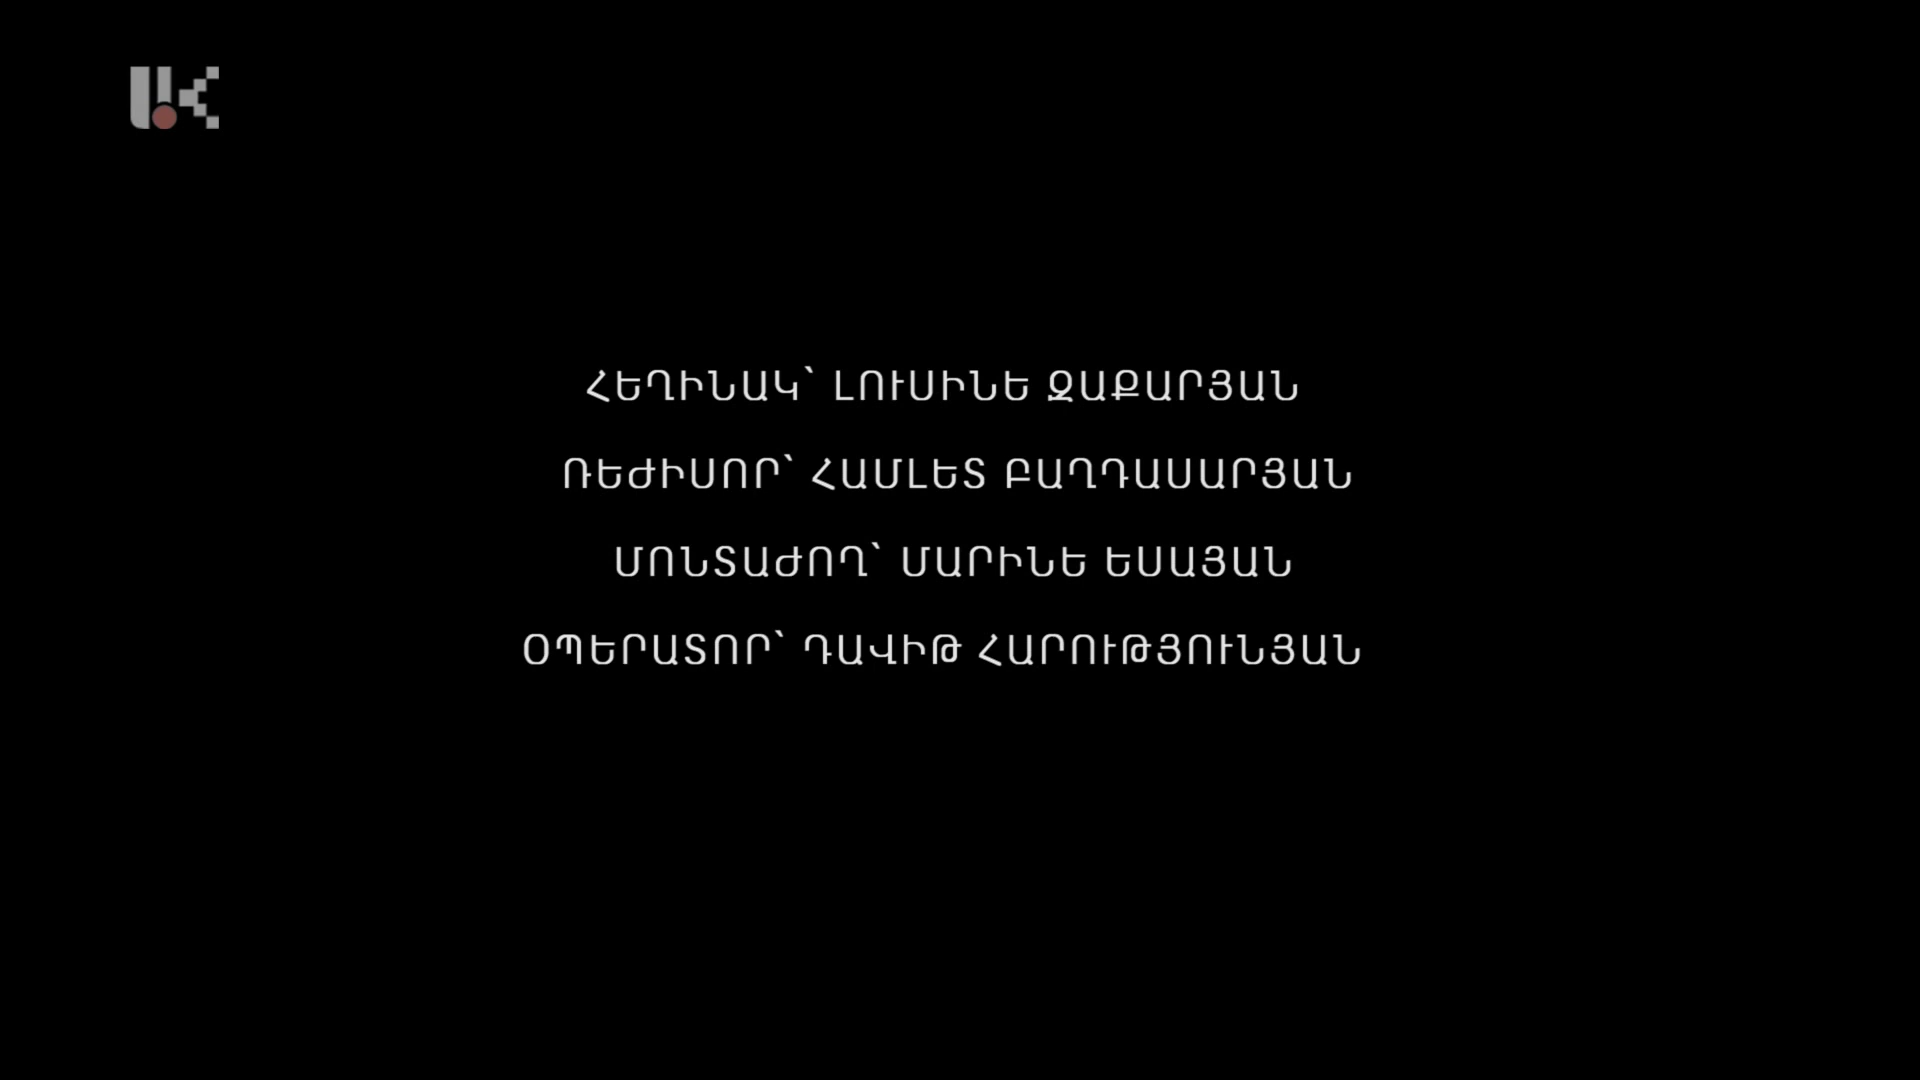 ՀԵՂԻՆԱԿ՝ ԼՈՒՍԻՆԵ ԶԱՔԱՐՅԱՆ
ՌԵԺԻՍՈՐ՝ ՀԱՄԼԵՏ ԲԱՂԴԱՍԱՐՅԱՆ
ՄՈՆՏԱԺՈՂ՝ ՄԱՐԻՆԵ ԵՍԱՅԱՆ
ՕՊԵՐԱՏՈՐ՝ ԴԱՎԻԹ ՀԱՐՈՒԹՅՈՒՆՅԱՆ